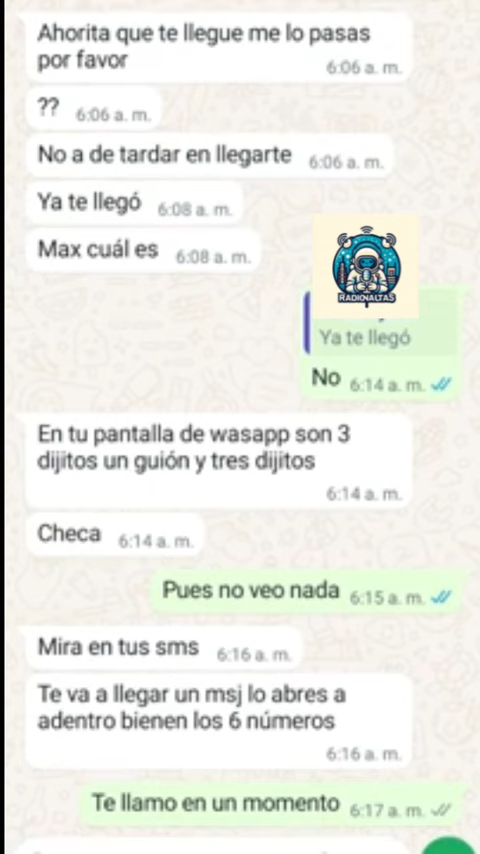 Ahorita que te llegue me lo pasas
por favor
6:06 a. m.
?? 6:06 a. m.
No a de tardar en llegarte 6:06 a. m.
Ya te llegó 6:08 a. m.
Max cuál es 6:08 a. m.
RADIONALTAS
Ya te llegó
No 6:14 a. m.
En tu pantalla de wasapp son 3
dijitos un guión y tres dijitos
6:14 a. m.
Checa 6:14 a. m.
Pues no veo nada 6:15 a. m.
Mira en tus sms 6:16 a. m.
Te va a llegar un msj lo abres a
adentro bienen los 6 números
6:16 a. m.
Te llamo en un momento 6:17 a. m.